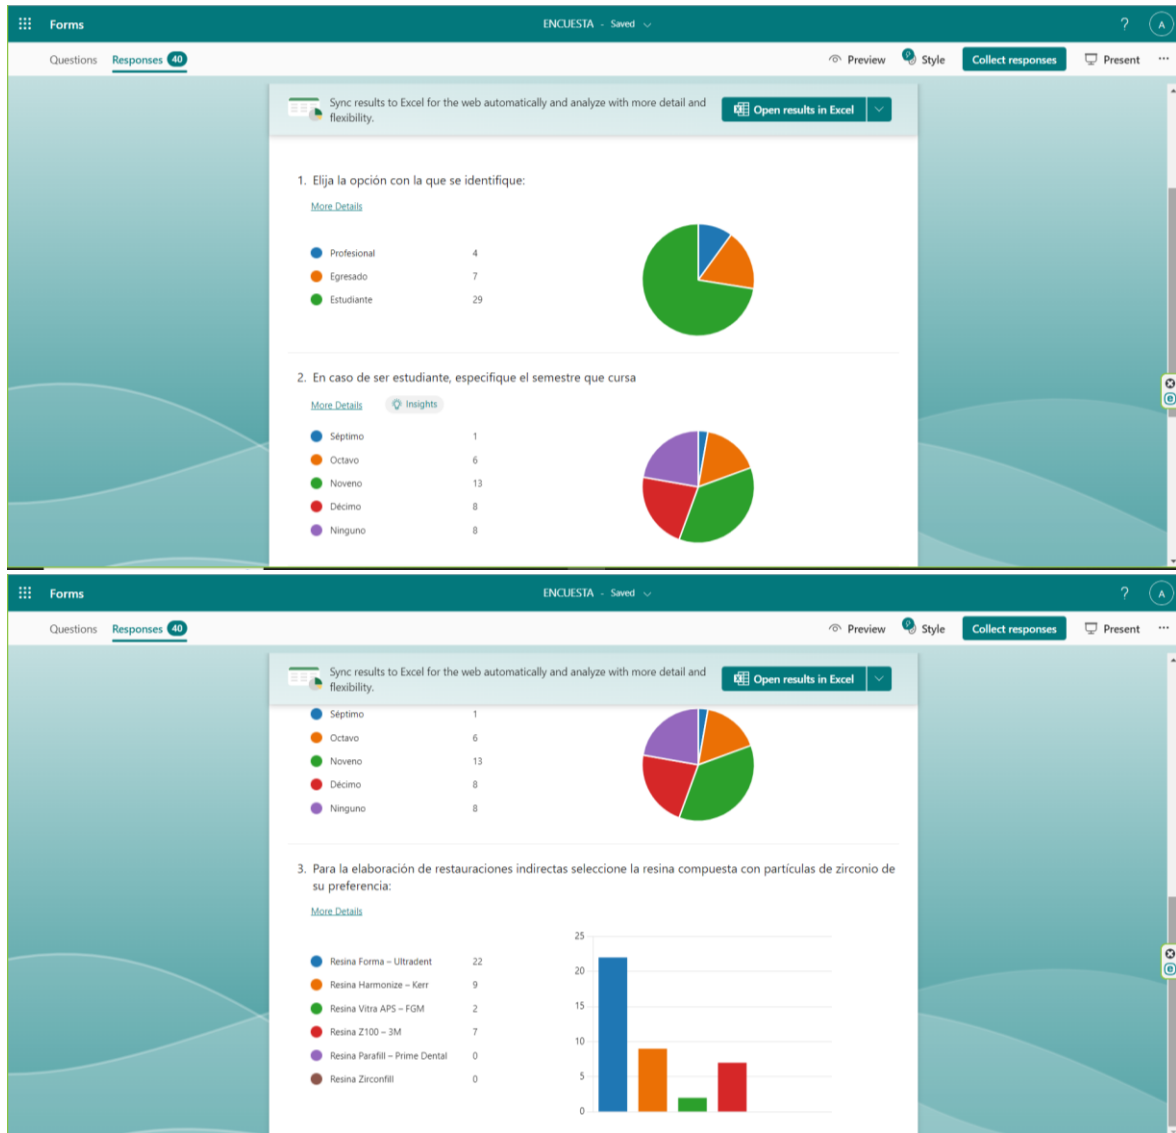 Forms
ENCUESTA - Saved
?
A
Questions
Responses 40
Preview
Style
Collect responses
Present
...
Sync results to Excel for the web automatically and analyze with more detail and
flexibility.
Open results in Excel
1. Elija la opción con la que se identifique:
More Details
Profesional 4
Egresado 7
Estudiante 29
2. En caso de ser estudiante, especifique el semestre que cursa
More Details
Insights
Séptimo 1
Octavo 6
Noveno 13
Décimo 8
Ninguno 8
Forms
ENCUESTA - Saved
?
A
Questions
Responses 40
Preview
Style
Collect responses
Present
...
Sync results to Excel for the web automatically and analyze with more detail and
flexibility.
Open results in Excel
Séptimo 1
Octavo 6
Noveno 13
Décimo 8
Ninguno 8
3. Para la elaboración de restauraciones indirectas seleccione la resina compuesta con partículas de zirconio de
su preferencia:
More Details
Resina Forma – Ultradent 22
Resina Harmonize – Kerr 9
Resina Vitra APS – FGM 2
Resina Z100 – 3M 7
Resina Parafill – Prime Dental 0
Resina Zirconfill 0
25
20
15
10
5
0